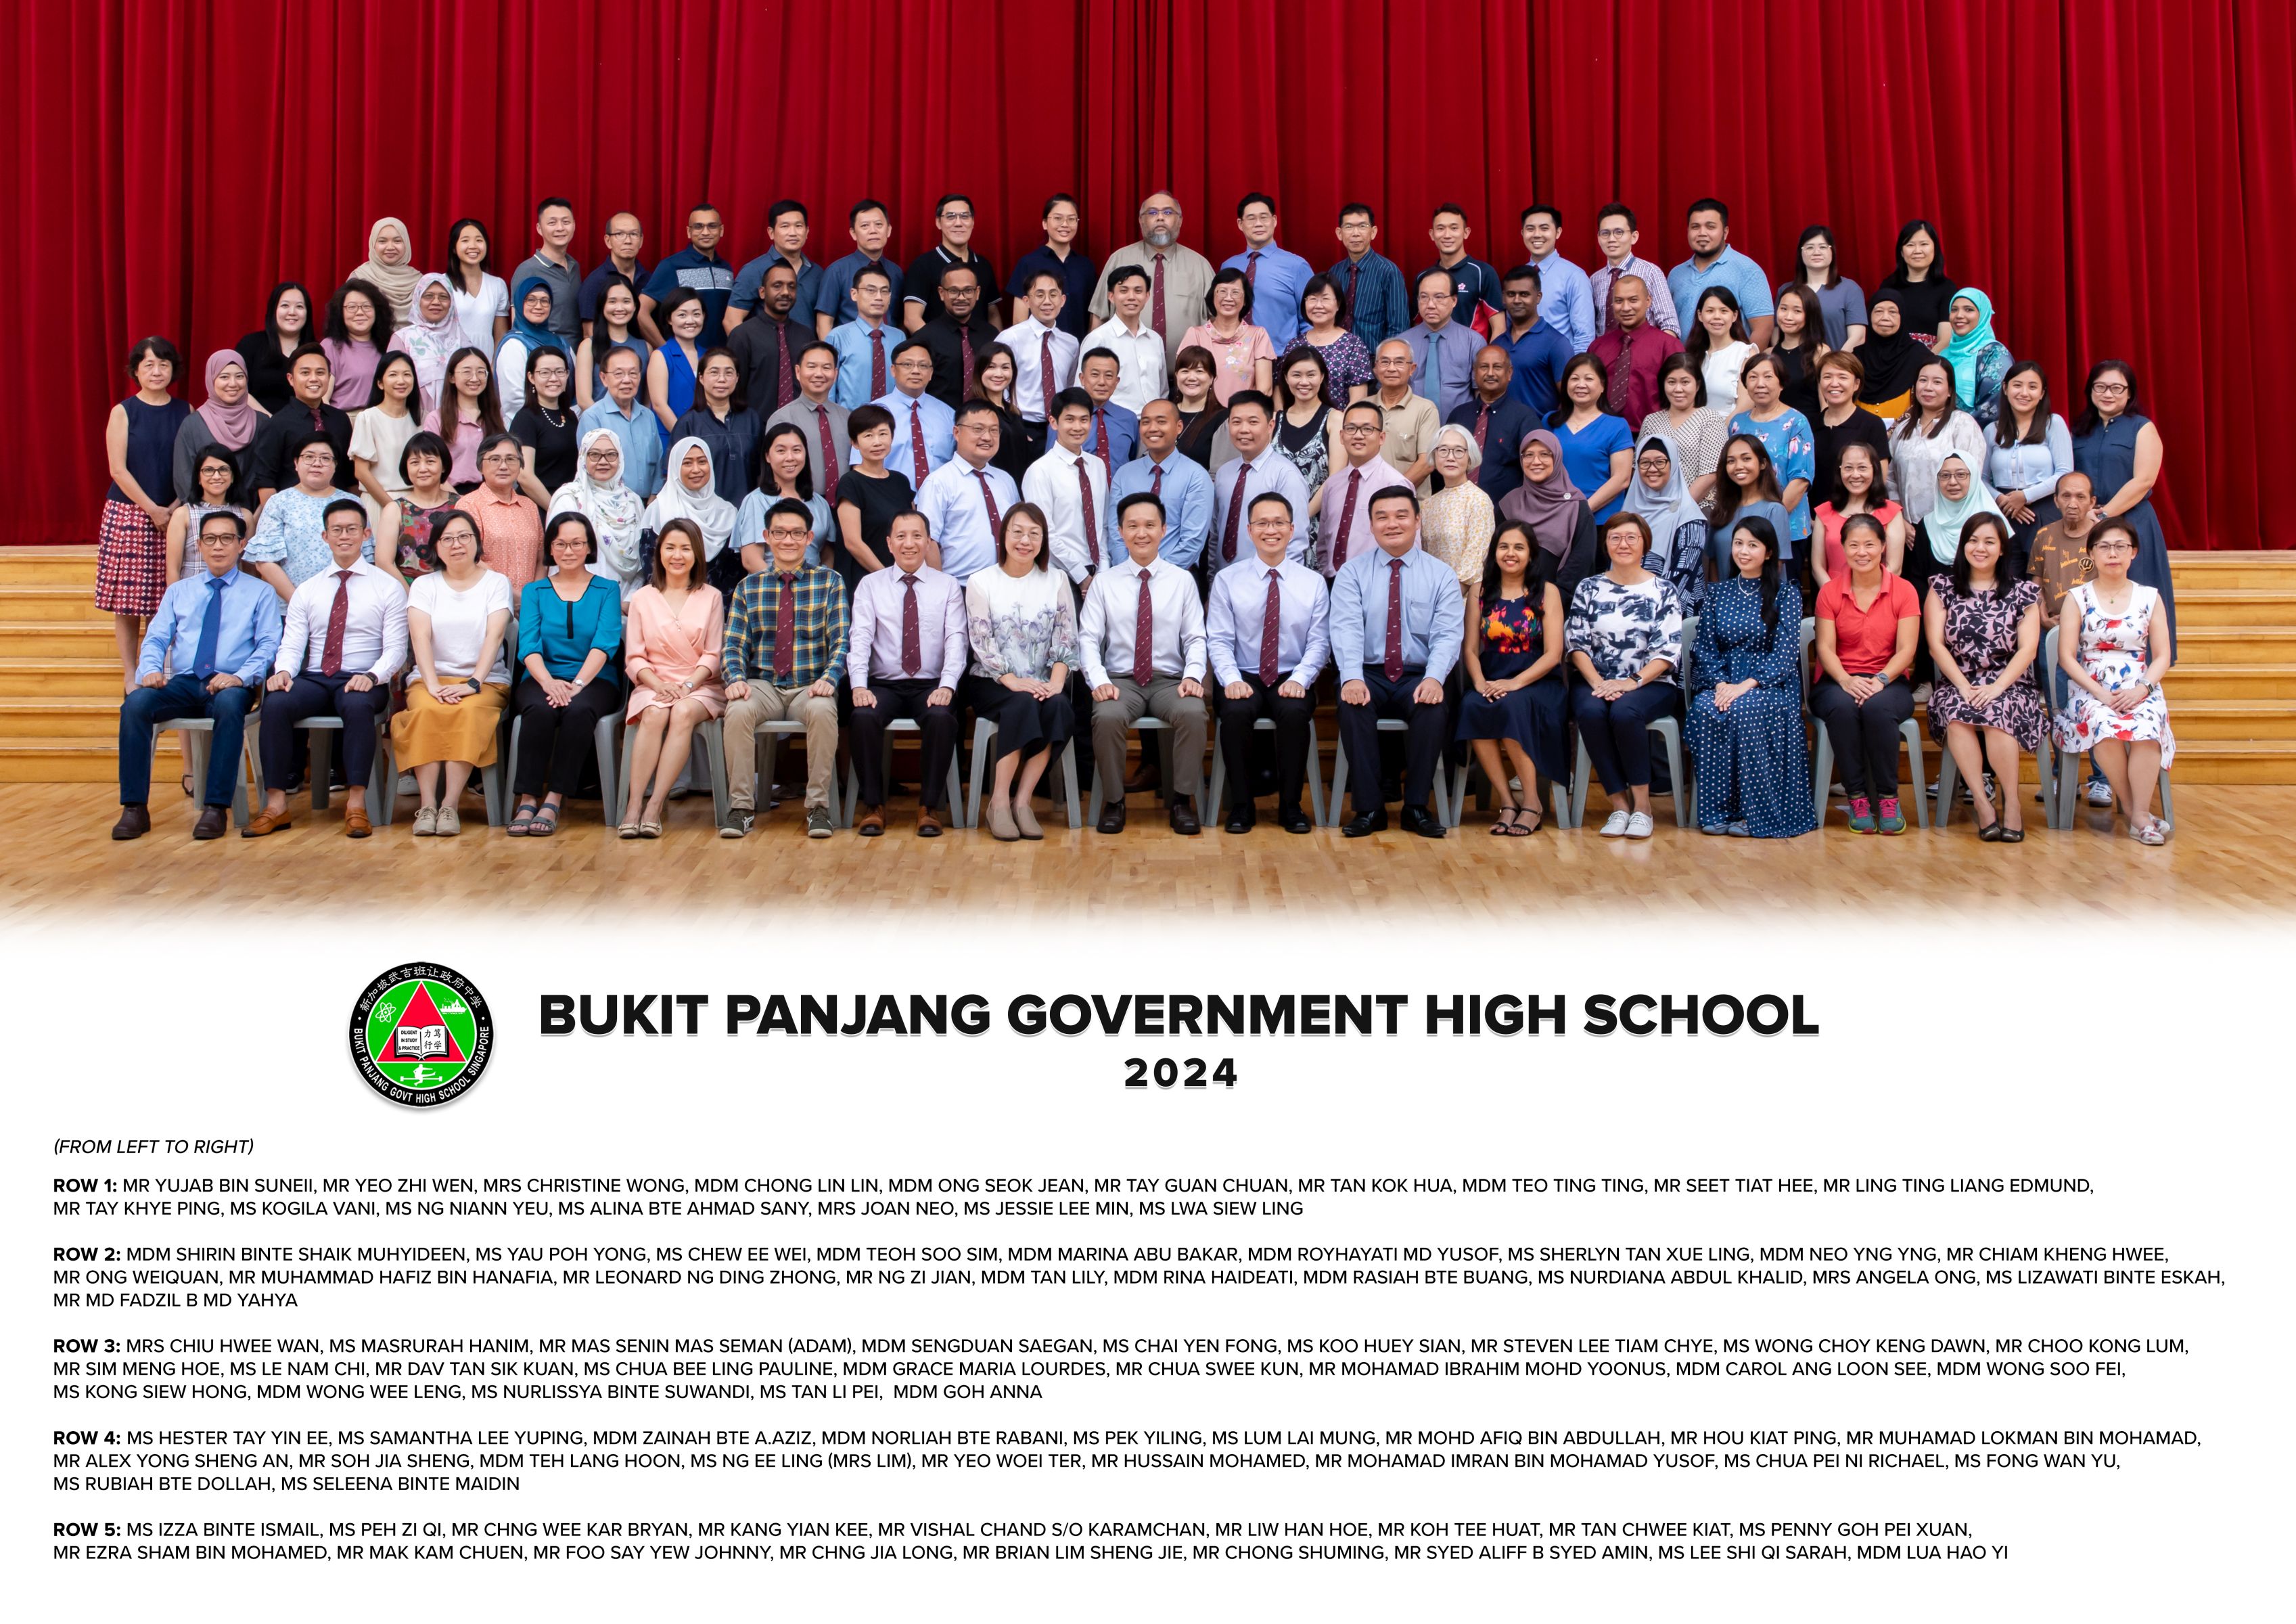 新加坡武吉班让政府中学
DILIGENT IN STUDY & PRACTICE
力笃
行学
BUKIT PANJANG GOVT HIGH SCHOOL SINGAPORE
BUKIT PANJANG GOVERNMENT HIGH SCHOOL
2024
(FROM LEFT TO RIGHT)
ROW 1: MR YUJAB BIN SUNEII, MR YEO ZHI WEN, MRS CHRISTINE WONG, MDM CHONG LIN LIN, MDM ONG SEOK JEAN, MR TAY GUAN CHUAN, MR TAN KOK HUA, MDM TEO TING TING, MR SEET TIAT HEE, MR LING TING LIANG EDMUND,
MR TAY KHYE PING, MS KOGILA VANI, MS NG NIANN YEU, MS ALINA BTE AHMAD SANY, MRS JOAN NEO, MS JESSIE LEE MIN, MS LWA SIEW LING
ROW 2: MDM SHIRIN BINTE SHAIK MUHYIDEEN, MS YAU POH YONG, MS CHEW EE WEI, MDM TEOH SOO SIM, MDM MARINA ABU BAKAR, MDM ROYHAYATI MD YUSOF, MS SHERLYN TAN XUE LING, MDM NEO YNG YNG, MR CHIAM KHENG HWEE,
MR ONG WEIQUAN, MR MUHAMMAD HAFIZ BIN HANAFIA, MR LEONARD NG DING ZHONG, MR NG ZI JIAN, MDM TAN LILY, MDM RINA HAIDEATI, MDM RASIAH BTE BUANG, MS NURDIANA ABDUL KHALID, MRS ANGELA ONG, MS LIZAWATI BINTE ESKAH,
MR MD FADZIL B MD YAHYA
ROW 3: MRS CHIU HWEE WAN, MS MASRURAH HANIM, MR MAS SENIN MAS SEMAN (ADAM), MDM SENGDUAN SAEGAN, MS CHAI YEN FONG, MS KOO HUEY SIAN, MR STEVEN LEE TIAM CHYE, MS WONG CHOY KENG DAWN, MR CHOO KONG LUM,
MR SIM MENG HOE, MS LE NAM CHI, MR DAV TAN SIK KUAN, MS CHUA BEE LING PAULINE, MDM GRACE MARIA LOURDES, MR CHUA SWEE KUN, MR MOHAMAD IBRAHIM MOHD YOONUS, MDM CAROL ANG LOON SEE, MDM WONG SOO FEI,
MS KONG SIEW HONG, MDM WONG WEE LENG, MS NURLISSYA BINTE SUWANDI, MS TAN LI PEI, MDM GOH ANNA
ROW 4: MS HESTER TAY YIN EE, MS SAMANTHA LEE YUPING, MDM ZAINAH BTE A.AZIZ, MDM NORLIAH BTE RABANI, MS PEK YILING, MS LUM LAI MUNG, MR MOHD AFIQ BIN ABDULLAH, MR HOU KIAT PING, MR MUHAMAD LOKMAN BIN MOHAMAD,
MR ALEX YONG SHENG AN, MR SOH JIA SHENG, MDM TEH LANG HOON, MS NG EE LING (MRS LIM), MR YEO WOEI TER, MR HUSSAIN MOHAMED, MR MOHAMAD IMRAN BIN MOHAMAD YUSOF, MS CHUA PEI NI RICHAEL, MS FONG WAN YU,
MS RUBIAH BTE DOLLAH, MS SELEENA BINTE MAIDIN
ROW 5: MS IZZA BINTE ISMAIL, MS PEH ZI QI, MR CHNG WEE KAR BRYAN, MR KANG YIAN KEE, MR VISHAL CHAND S/O KARAMCHAN, MR LIW HAN HOE, MR KOH TEE HUAT, MR TAN CHWEE KIAT, MS PENNY GOH PEI XUAN,
MR EZRA SHAM BIN MOHAMED, MR MAK KAM CHUEN, MR FOO SAY YEW JOHNNY, MR CHNG JIA LONG, MR BRIAN LIM SHENG JIE, MR CHONG SHUMING, MR SYED ALIFF B SYED AMIN, MS LEE SHI QI SARAH, MDM LUA HAO YI